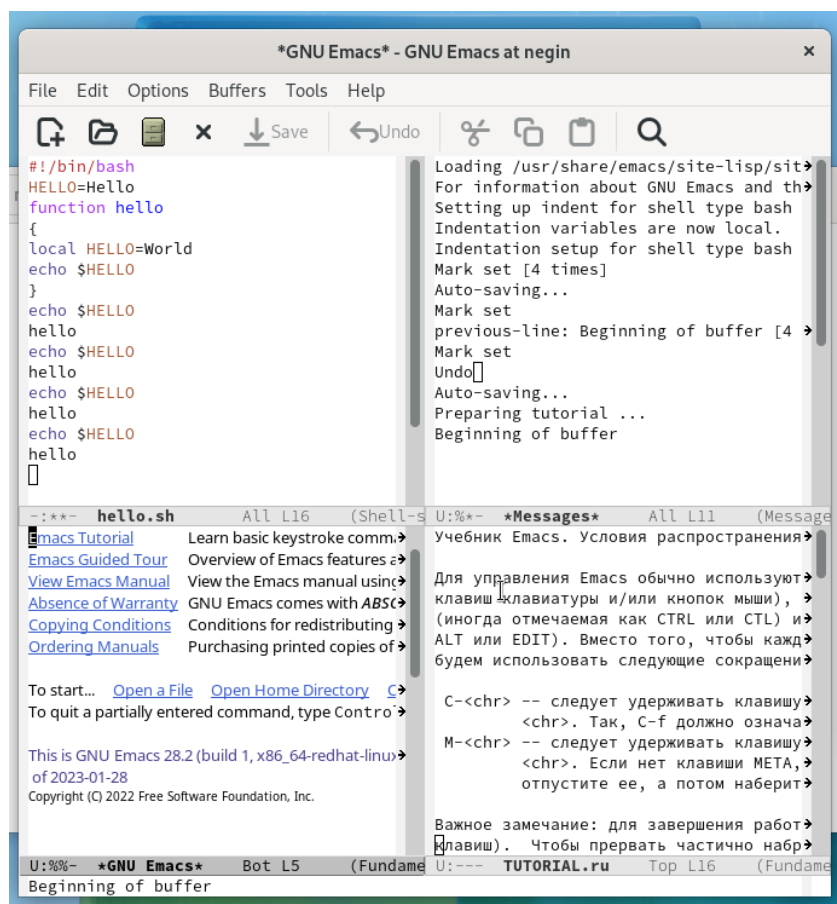 *GNU Emacs* - GNU Emacs at negin
×
File Edit Options Buffers Tools Help
Save Undo
#!/bin/bash
HELLO=Hello
function hello
{
local HELLO=World
echo $HELLO
}
echo $HELLO
hello
echo $HELLO
hello
echo $HELLO
hello
echo $HELLO
hello
-:**- hello.sh All L16 (Shell-s
Loading /usr/share/emacs/site-lisp/sit
For information about GNU Emacs and th
Setting up indent for shell type bash
Indentation variables are now local.
Indentation setup for shell type bash
Mark set [4 times]
Auto-saving...
Mark set
previous-line: Beginning of buffer [4
Mark set
Undo
Auto-saving...
Preparing tutorial ...
Beginning of buffer
U:%*- *Messages* All L11 (Message
Emacs Tutorial Learn basic keystroke comma
Emacs Guided Tour Overview of Emacs features a
View Emacs Manual View the Emacs manual using
Absence of Warranty GNU Emacs comes with ABSO
Copying Conditions Conditions for redistributing
Ordering Manuals Purchasing printed copies of
To start... Open a File Open Home Directory C
To quit a partially entered command, type Control
This is GNU Emacs 28.2 (build 1, x86_64-redhat-linux
of 2023-01-28
Copyright (C) 2022 Free Software Foundation, Inc.
U:%%- *GNU Emacs* Bot L5 (Fundame
Учебник Emacs. Условия распространения
Для управления Emacs обычно используют
клавиш клавиатуры и/или кнопок мыши),
(иногда отмечаемая как CTRL или CTL) и
ALT или EDIT). Вместо того, чтобы кажд
будем использовать следующие сокращени
C-<chr> -- следует удерживать клавишу
<chr>. Так, C-f должно означа
M-<chr> -- следует удерживать клавишу
<chr>. Если нет клавиши META,
отпустите ее, а потом наберит
Важное замечание: для завершения работ
клавиш). Чтобы прервать частично набр
U:--- TUTORIAL.ru Top L16 (Fundame
Beginning of buffer